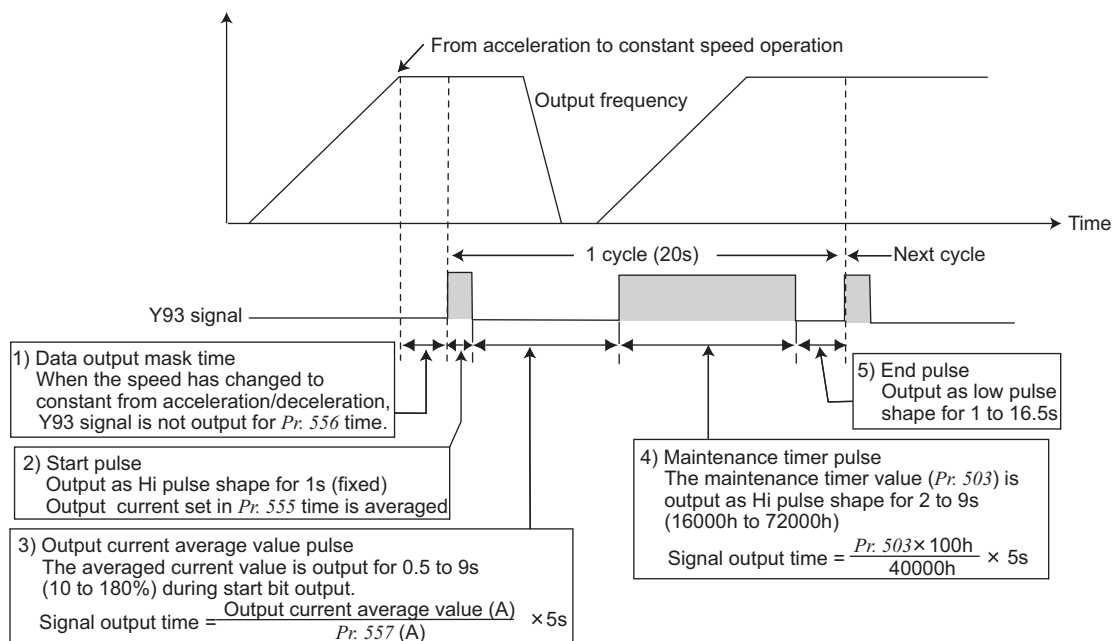 From acceleration to constant speed operation
Output frequency
Time
1 cycle (20s)
Next cycle
Y93 signal
1) Data output mask time
When the speed has changed to
constant from acceleration/deceleration,
Y93 signal is not output for Pr. 556 time.
2) Start pulse
Output as Hi pulse shape for 1s (fixed)
Output current set in Pr. 555 time is averaged
3) Output current average value pulse
The averaged current value is output for 0.5 to 9s
(10 to 180%) during start bit output.
Signal output time = Output current average value (A) / Pr. 557 (A) ×5s
4) Maintenance timer pulse
The maintenance timer value (Pr. 503) is
output as Hi pulse shape for 2 to 9s
(16000h to 72000h)
Signal output time = Pr. 503×100h / 40000h × 5s
5) End pulse
Output as low pulse
shape for 1 to 16.5s